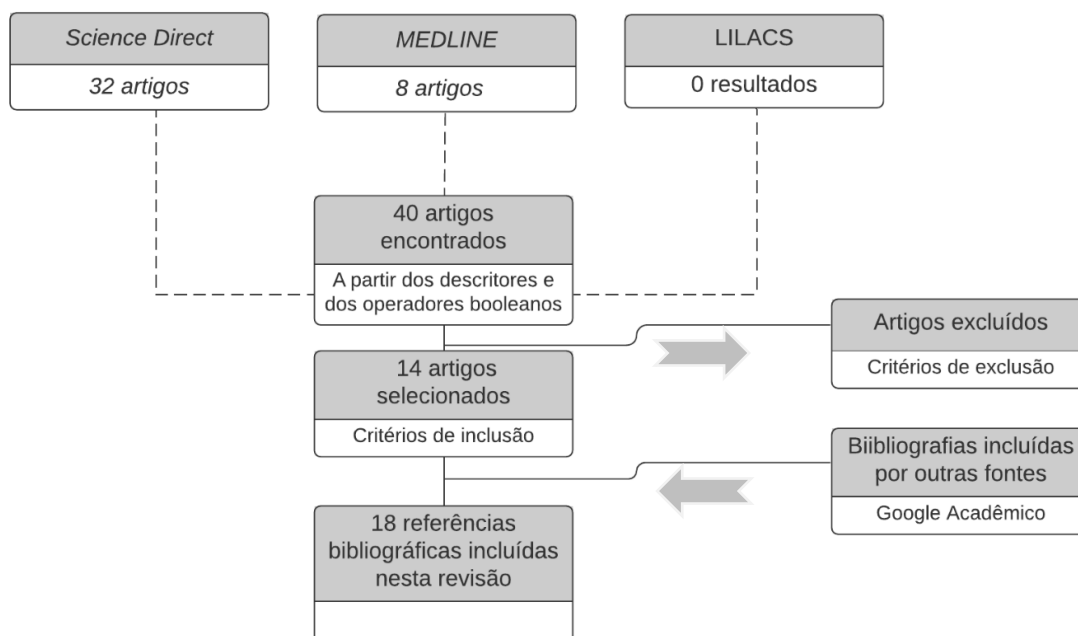 Science Direct
32 artigos
MEDLINE
8 artigos
LILACS
0 resultados
40 artigos
encontrados
A partir dos descritores e
dos operadores booleanos
Artigos excluídos
Critérios de exclusão
14 artigos
selecionados
Critérios de inclusão
Biibliografias incluídas
por outras fontes
Google Acadêmico
18 referências
bibliográficas incluídas
nesta revisão